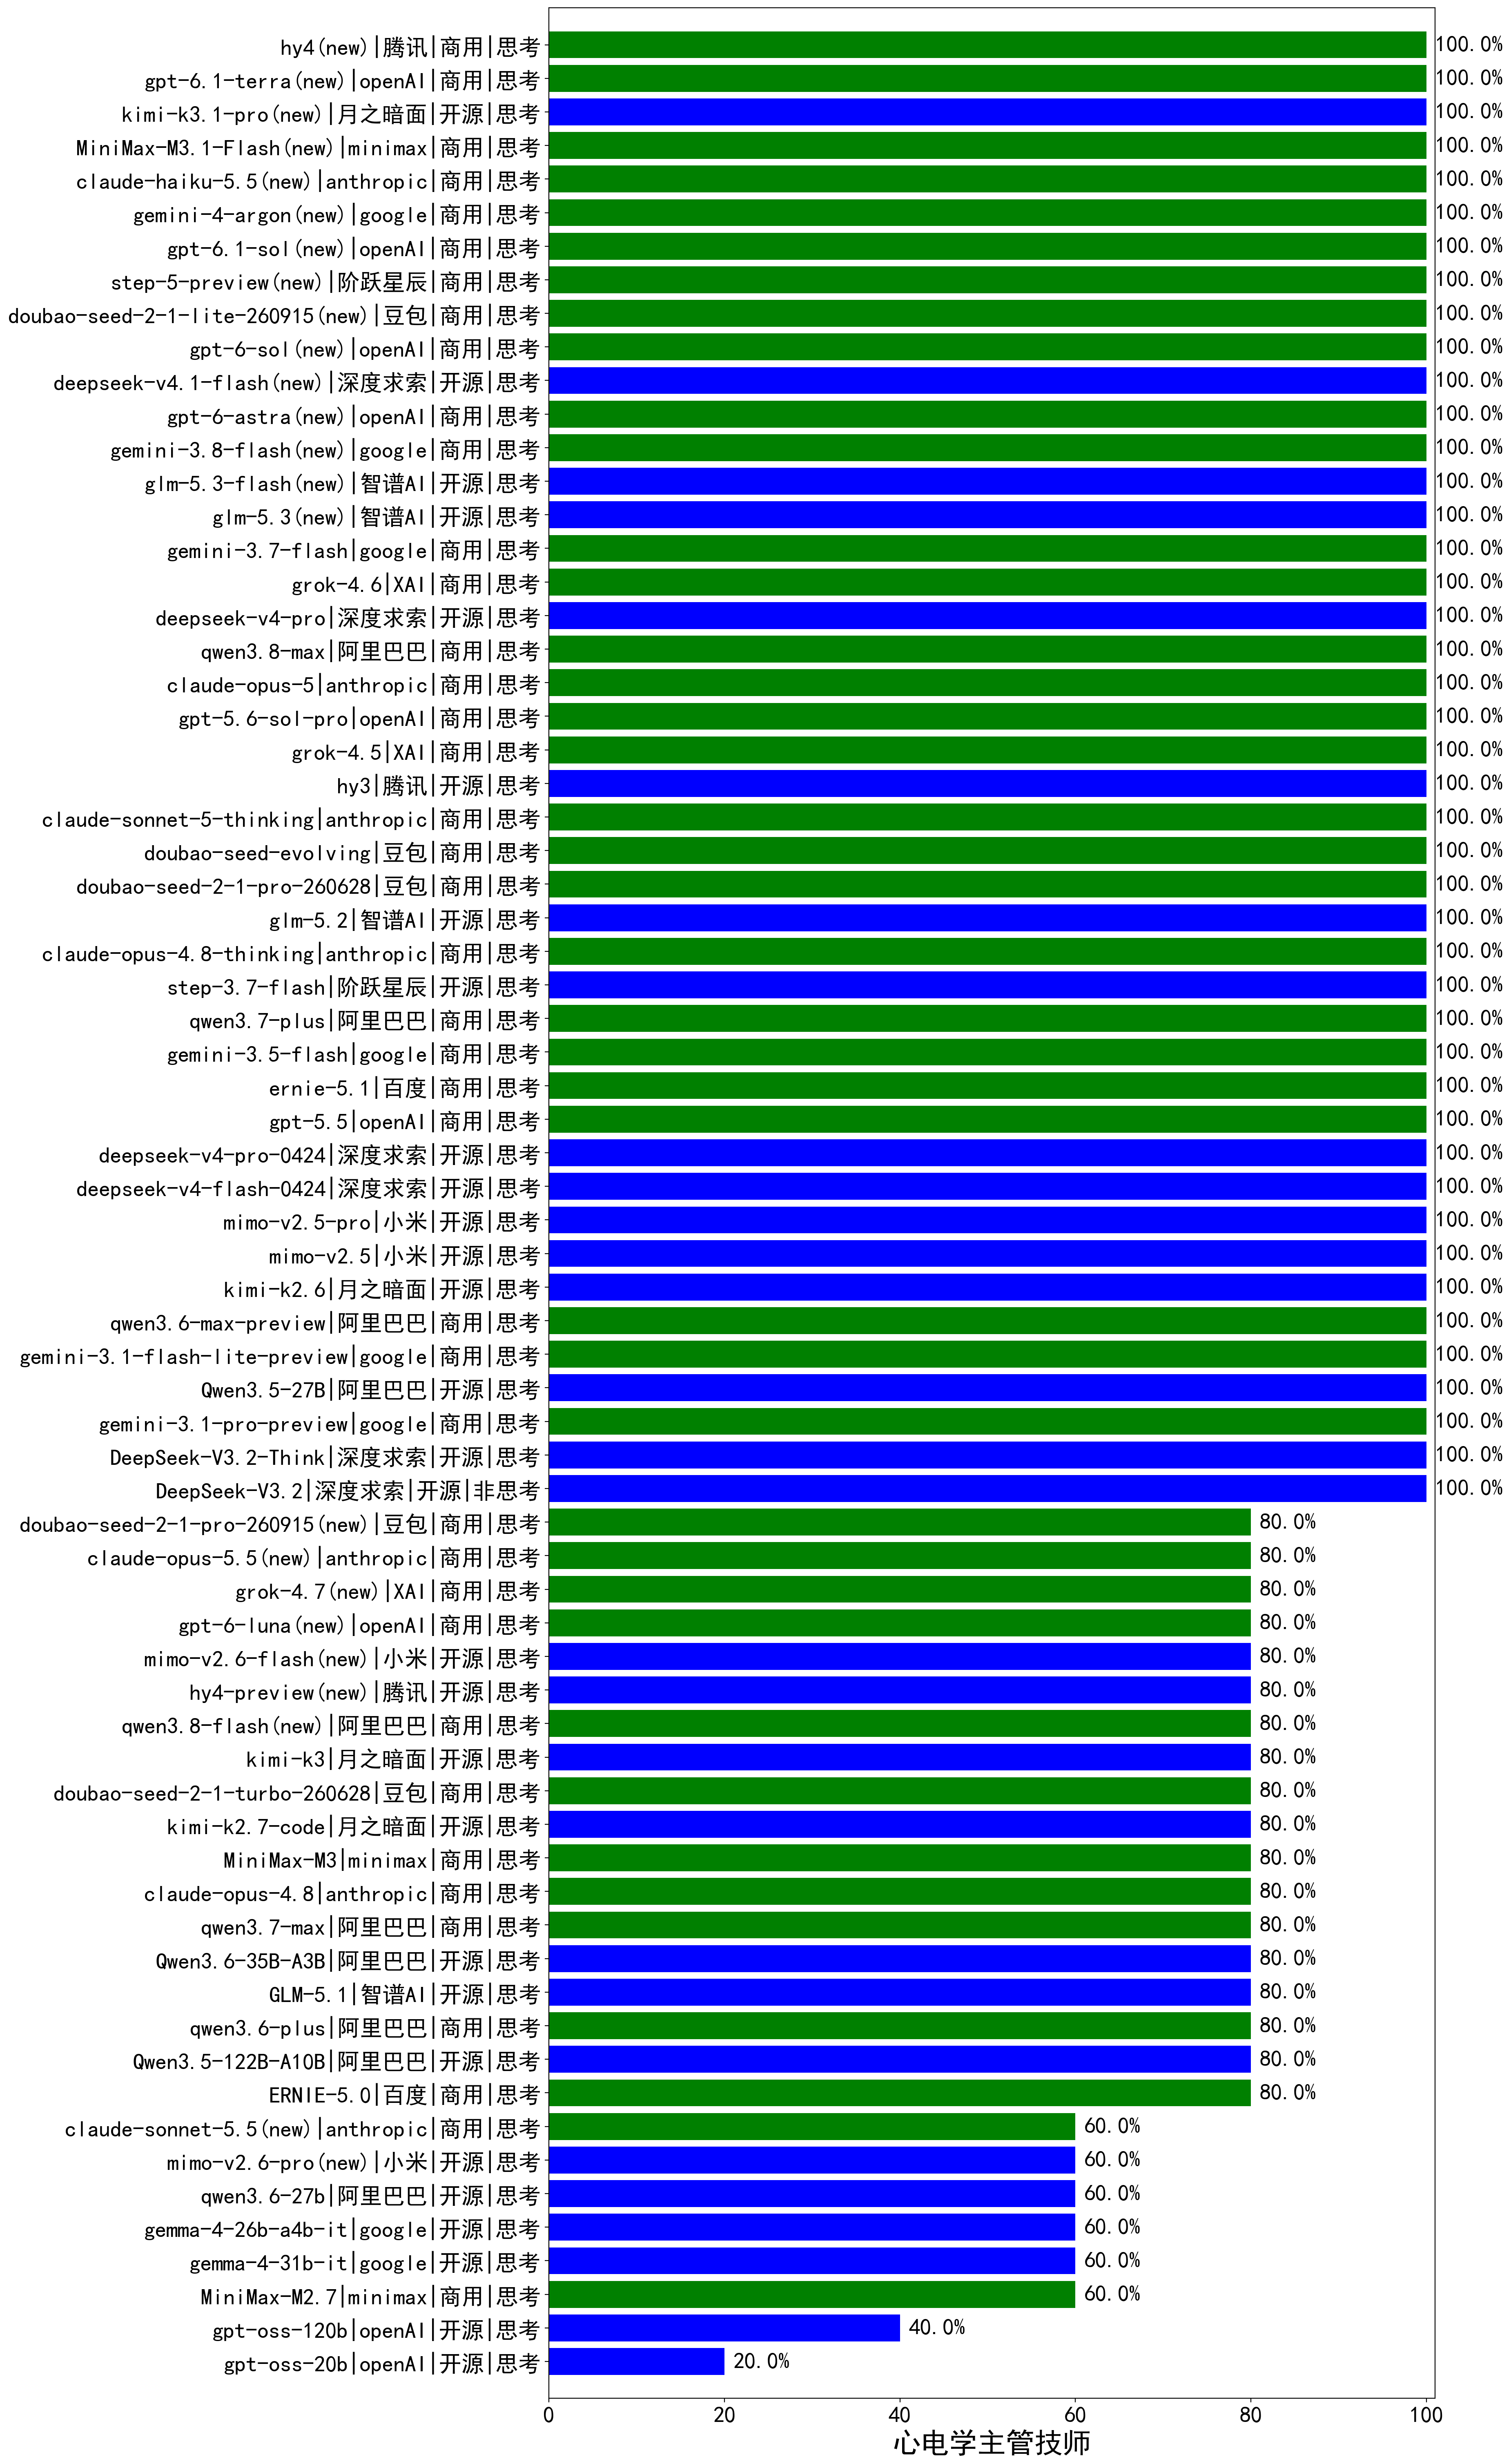 hy4(new)|腾讯|商用|思考 100.0%
gpt-6.1-terra(new)|openAI|商用|思考 100.0%
kimi-k3.1-pro(new)|月之暗面|开源|思考 100.0%
MiniMax-M3.1-Flash(new)|minimax|商用|思考 100.0%
claude-haiku-5.5(new)|anthropic|商用|思考 100.0%
gemini-4-argon(new)|google|商用|思考 100.0%
gpt-6.1-sol(new)|openAI|商用|思考 100.0%
step-5-preview(new)|阶跃星辰|商用|思考 100.0%
doubao-seed-2-1-lite-260915(new)|豆包|商用|思考 100.0%
gpt-6-sol(new)|openAI|商用|思考 100.0%
deepseek-v4.1-flash(new)|深度求索|开源|思考 100.0%
gpt-6-astra(new)|openAI|商用|思考 100.0%
gemini-3.8-flash(new)|google|商用|思考 100.0%
glm-5.3-flash(new)|智谱AI|开源|思考 100.0%
glm-5.3(new)|智谱AI|开源|思考 100.0%
gemini-3.7-flash|google|商用|思考 100.0%
grok-4.6|XAI|商用|思考 100.0%
deepseek-v4-pro|深度求索|开源|思考 100.0%
qwen3.8-max|阿里巴巴|商用|思考 100.0%
claude-opus-5|anthropic|商用|思考 100.0%
gpt-5.6-sol-pro|openAI|商用|思考 100.0%
grok-4.5|XAI|商用|思考 100.0%
hy3|腾讯|开源|思考 100.0%
claude-sonnet-5-thinking|anthropic|商用|思考 100.0%
doubao-seed-evolving|豆包|商用|思考 100.0%
doubao-seed-2-1-pro-260628|豆包|商用|思考 100.0%
glm-5.2|智谱AI|开源|思考 100.0%
claude-opus-4.8-thinking|anthropic|商用|思考 100.0%
step-3.7-flash|阶跃星辰|开源|思考 100.0%
qwen3.7-plus|阿里巴巴|商用|思考 100.0%
gemini-3.5-flash|google|商用|思考 100.0%
ernie-5.1|百度|商用|思考 100.0%
gpt-5.5|openAI|商用|思考 100.0%
deepseek-v4-pro-0424|深度求索|开源|思考 100.0%
deepseek-v4-flash-0424|深度求索|开源|思考 100.0%
mimo-v2.5-pro|小米|开源|思考 100.0%
mimo-v2.5|小米|开源|思考 100.0%
kimi-k2.6|月之暗面|开源|思考 100.0%
qwen3.6-max-preview|阿里巴巴|商用|思考 100.0%
gemini-3.1-flash-lite-preview|google|商用|思考 100.0%
Qwen3.5-27B|阿里巴巴|开源|思考 100.0%
gemini-3.1-pro-preview|google|商用|思考 100.0%
DeepSeek-V3.2-Think|深度求索|开源|思考 100.0%
DeepSeek-V3.2|深度求索|开源|非思考 100.0%
doubao-seed-2-1-pro-260915(new)|豆包|商用|思考 80.0%
claude-opus-5.5(new)|anthropic|商用|思考 80.0%
grok-4.7(new)|XAI|商用|思考 80.0%
gpt-6-luna(new)|openAI|商用|思考 80.0%
mimo-v2.6-flash(new)|小米|开源|思考 80.0%
hy4-preview(new)|腾讯|开源|思考 80.0%
qwen3.8-flash(new)|阿里巴巴|商用|思考 80.0%
kimi-k3|月之暗面|开源|思考 80.0%
doubao-seed-2-1-turbo-260628|豆包|商用|思考 80.0%
kimi-k2.7-code|月之暗面|开源|思考 80.0%
MiniMax-M3|minimax|商用|思考 80.0%
claude-opus-4.8|anthropic|商用|思考 80.0%
qwen3.7-max|阿里巴巴|商用|思考 80.0%
Qwen3.6-35B-A3B|阿里巴巴|开源|思考 80.0%
GLM-5.1|智谱AI|开源|思考 80.0%
qwen3.6-plus|阿里巴巴|商用|思考 80.0%
Qwen3.5-122B-A10B|阿里巴巴|开源|思考 80.0%
ERNIE-5.0|百度|商用|思考 80.0%
claude-sonnet-5.5(new)|anthropic|商用|思考 60.0%
mimo-v2.6-pro(new)|小米|开源|思考 60.0%
qwen3.6-27b|阿里巴巴|开源|思考 60.0%
gemma-4-26b-a4b-it|google|开源|思考 60.0%
gemma-4-31b-it|google|开源|思考 60.0%
MiniMax-M2.7|minimax|商用|思考 60.0%
gpt-oss-120b|openAI|开源|思考 40.0%
gpt-oss-20b|openAI|开源|思考 20.0%
0 20 40 60 80 100
心电学主管技师